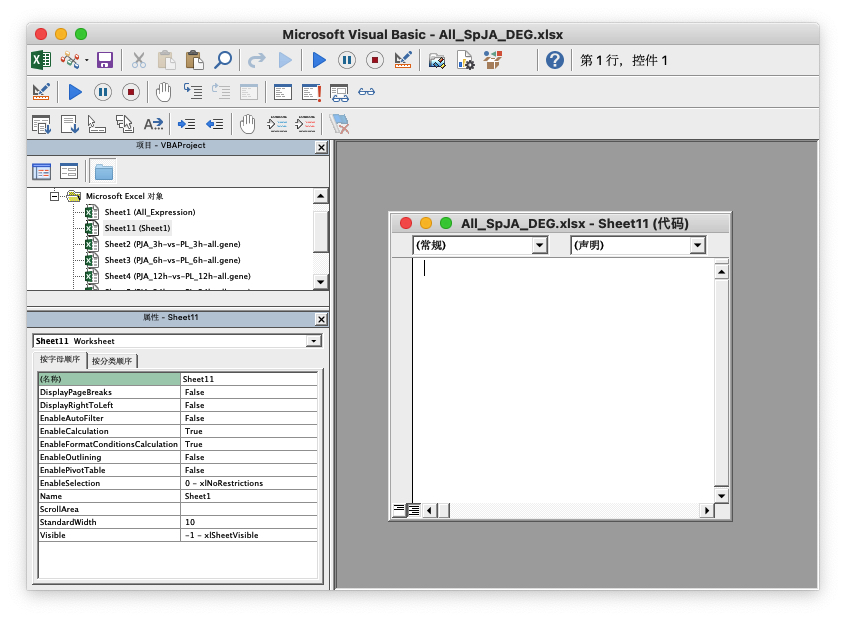 Microsoft Visual Basic - All_SpJA_DEG.xlsx
第 1 行，控件 1
项目 - VBAProject
Microsoft Excel 对象
Sheet1 (All_Expression)
Sheet11 (Sheet1)
Sheet2 (PJA_3h-vs-PL_3h-all.gene)
Sheet3 (PJA_6h-vs-PL_6h-all.gene)
Sheet4 (PJA_12h-vs-PL_12h-all.gene)
属性 - Sheet11
Sheet11 Worksheet
按字母顺序 按分类顺序
(名称) Sheet11
DisplayPageBreaks False
DisplayRightToLeft False
EnableAutoFilter False
EnableCalculation True
EnableFormatConditionsCalculation True
EnableOutlining False
EnablePivotTable False
EnableSelection 0 - xlNoRestrictions
Name Sheet1
ScrollArea
StandardWidth 10
Visible -1 - xlSheetVisible
All_SpJA_DEG.xlsx - Sheet11 (代码)
(常规) (声明)